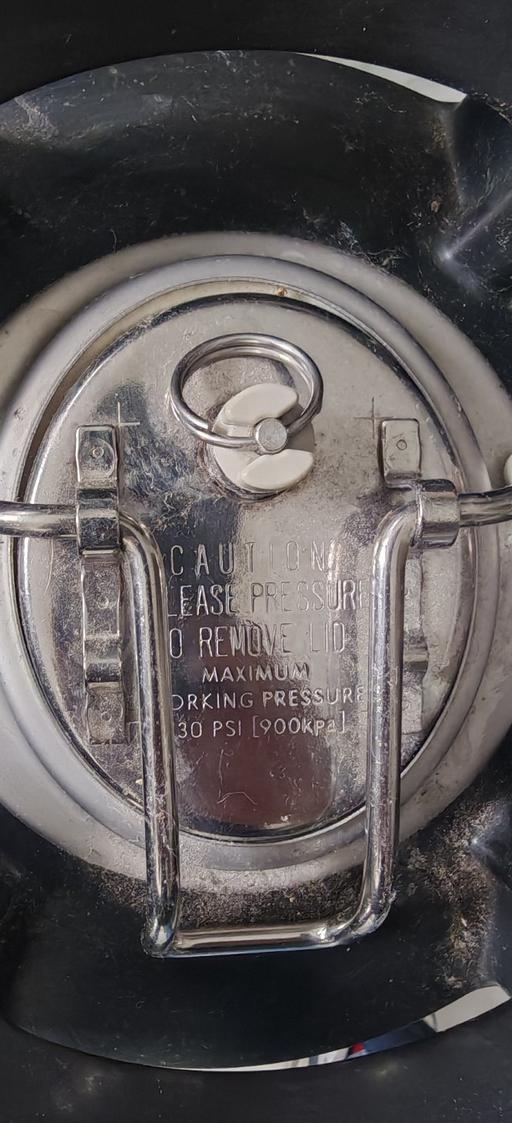 CAUTION
LEASE PRESSURE
O REMOVE LID
MAXIMUM
ORKING PRESSURE
30 PSI [900kPa]